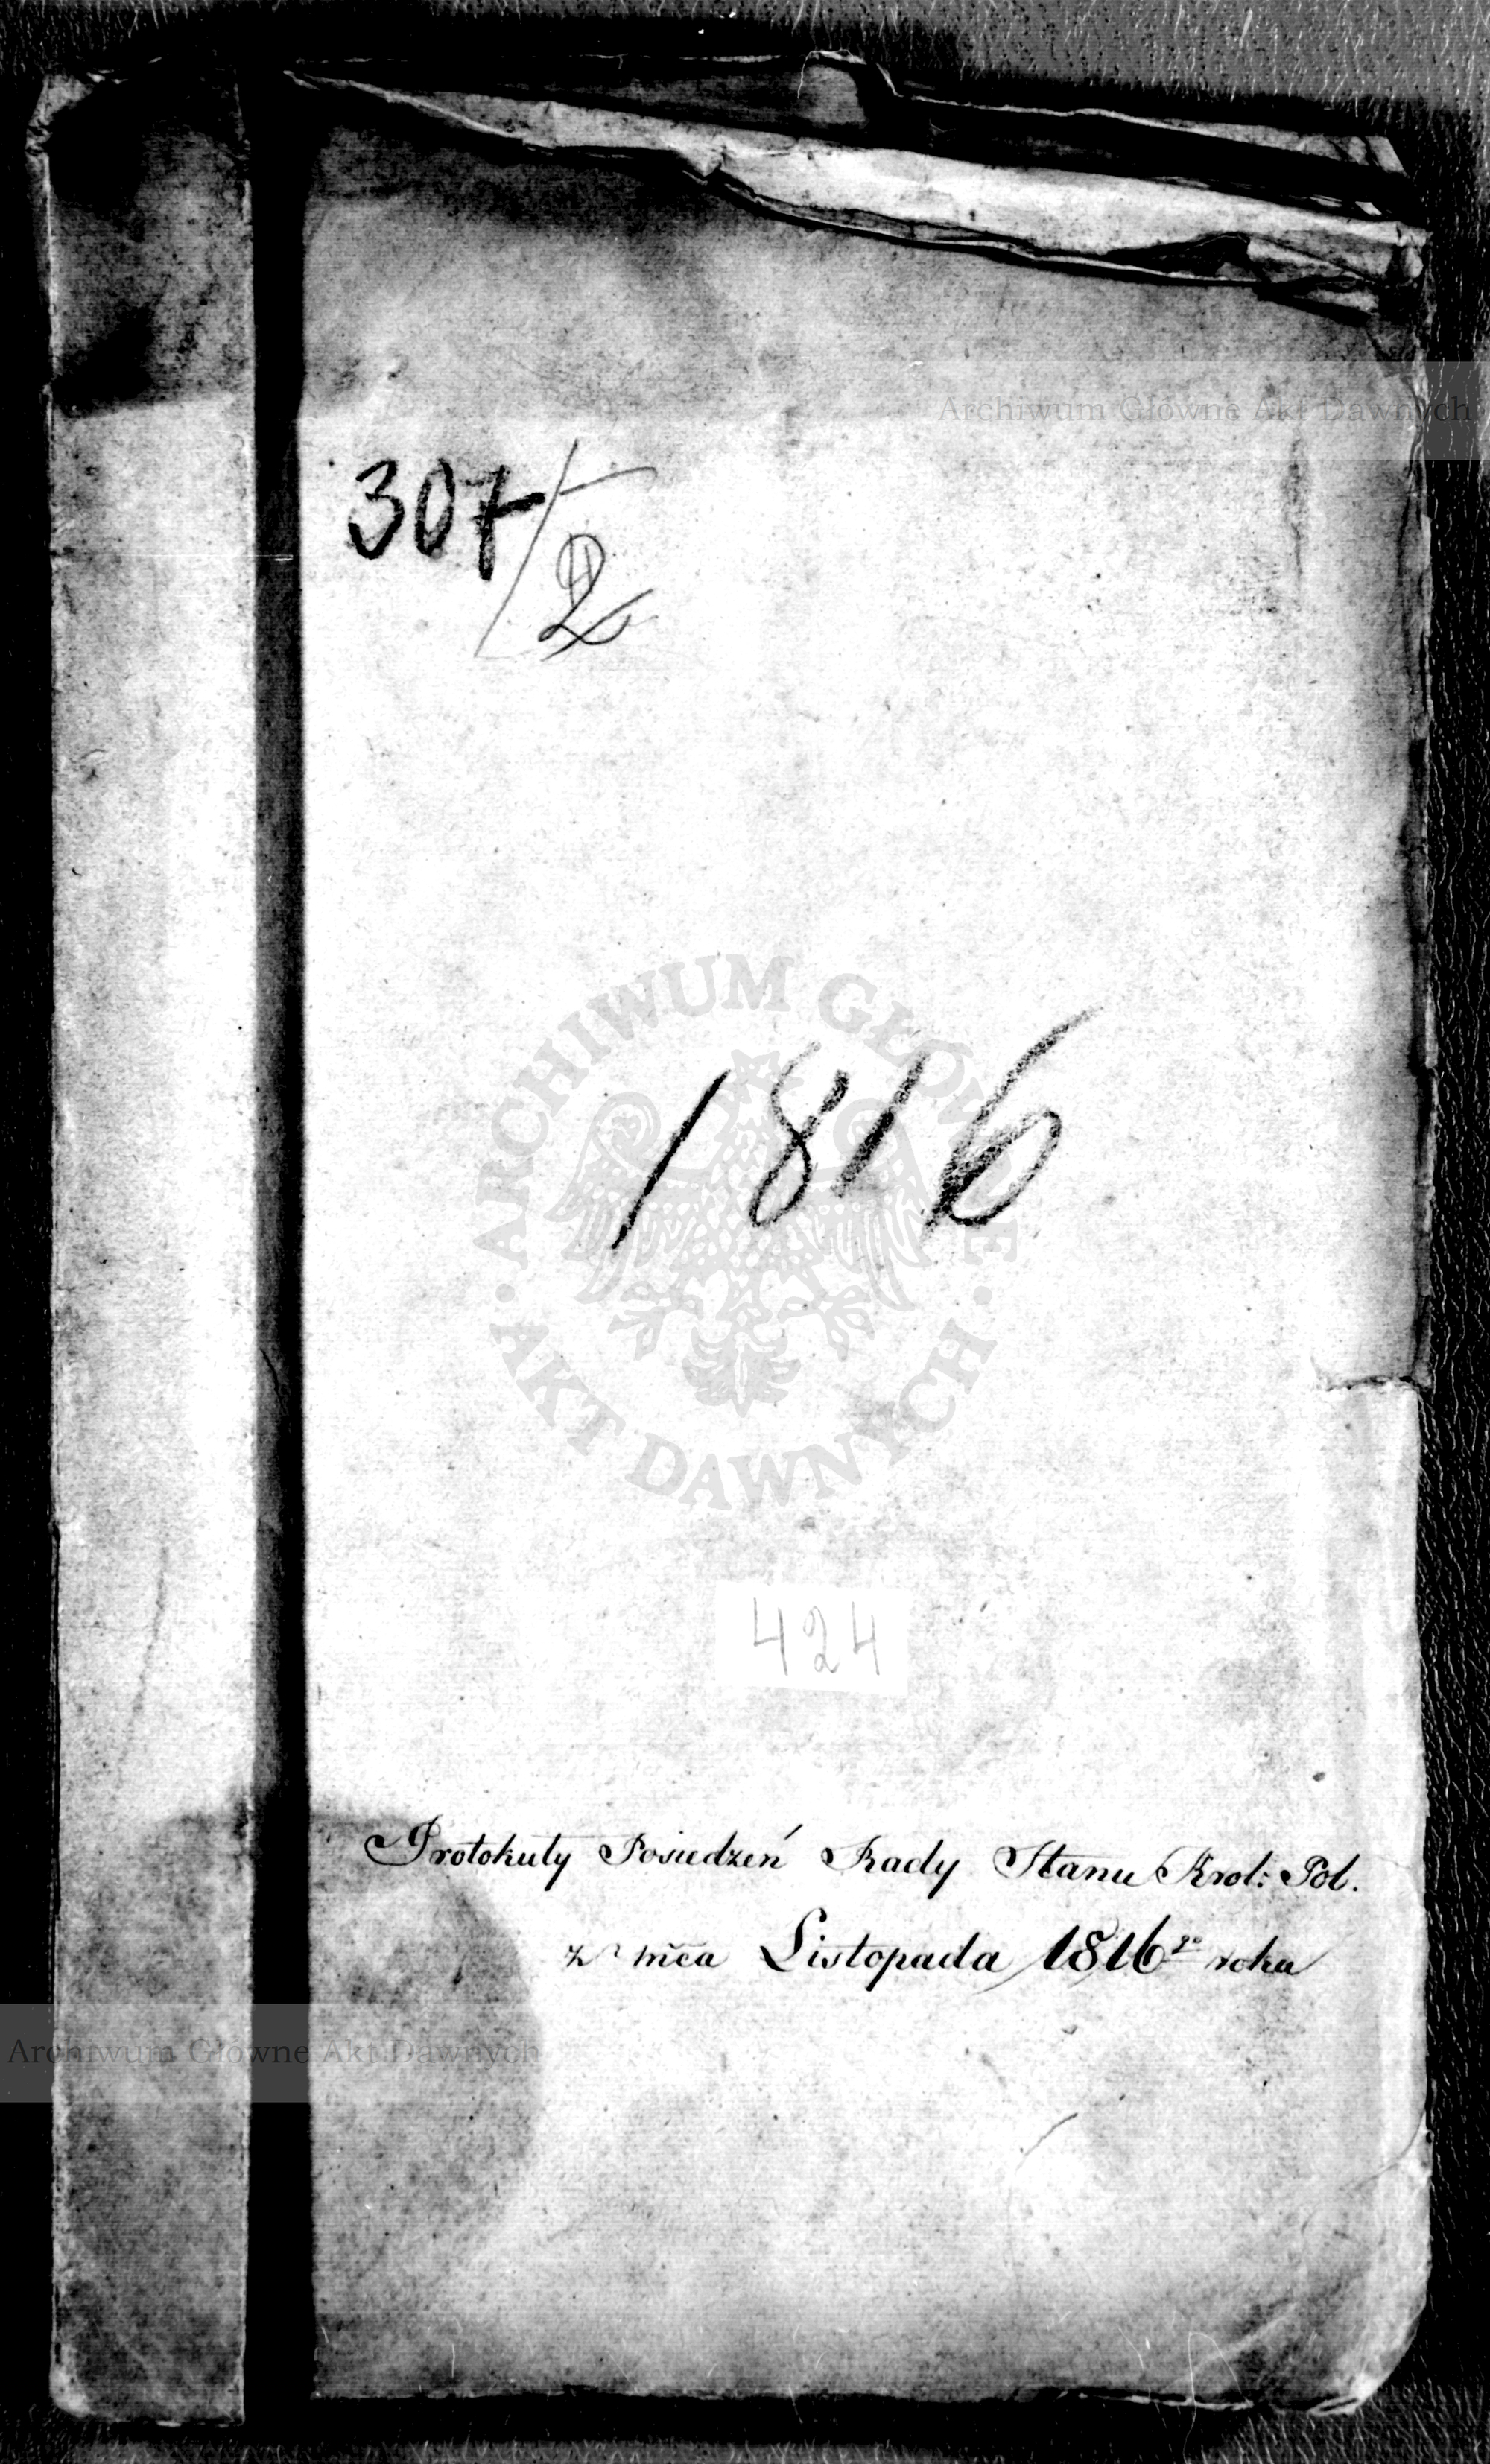 Archiwum Główne Akt Dawnych
307/2
ARCHIWUM GŁÓWNE
1816
· AKT DAWNYCH ·
424
Protokuły Posiedzeń Rady Stanu Krol: Pol.
z mca Listopada 1816go roku
Archiwum Główne Akt Dawnych